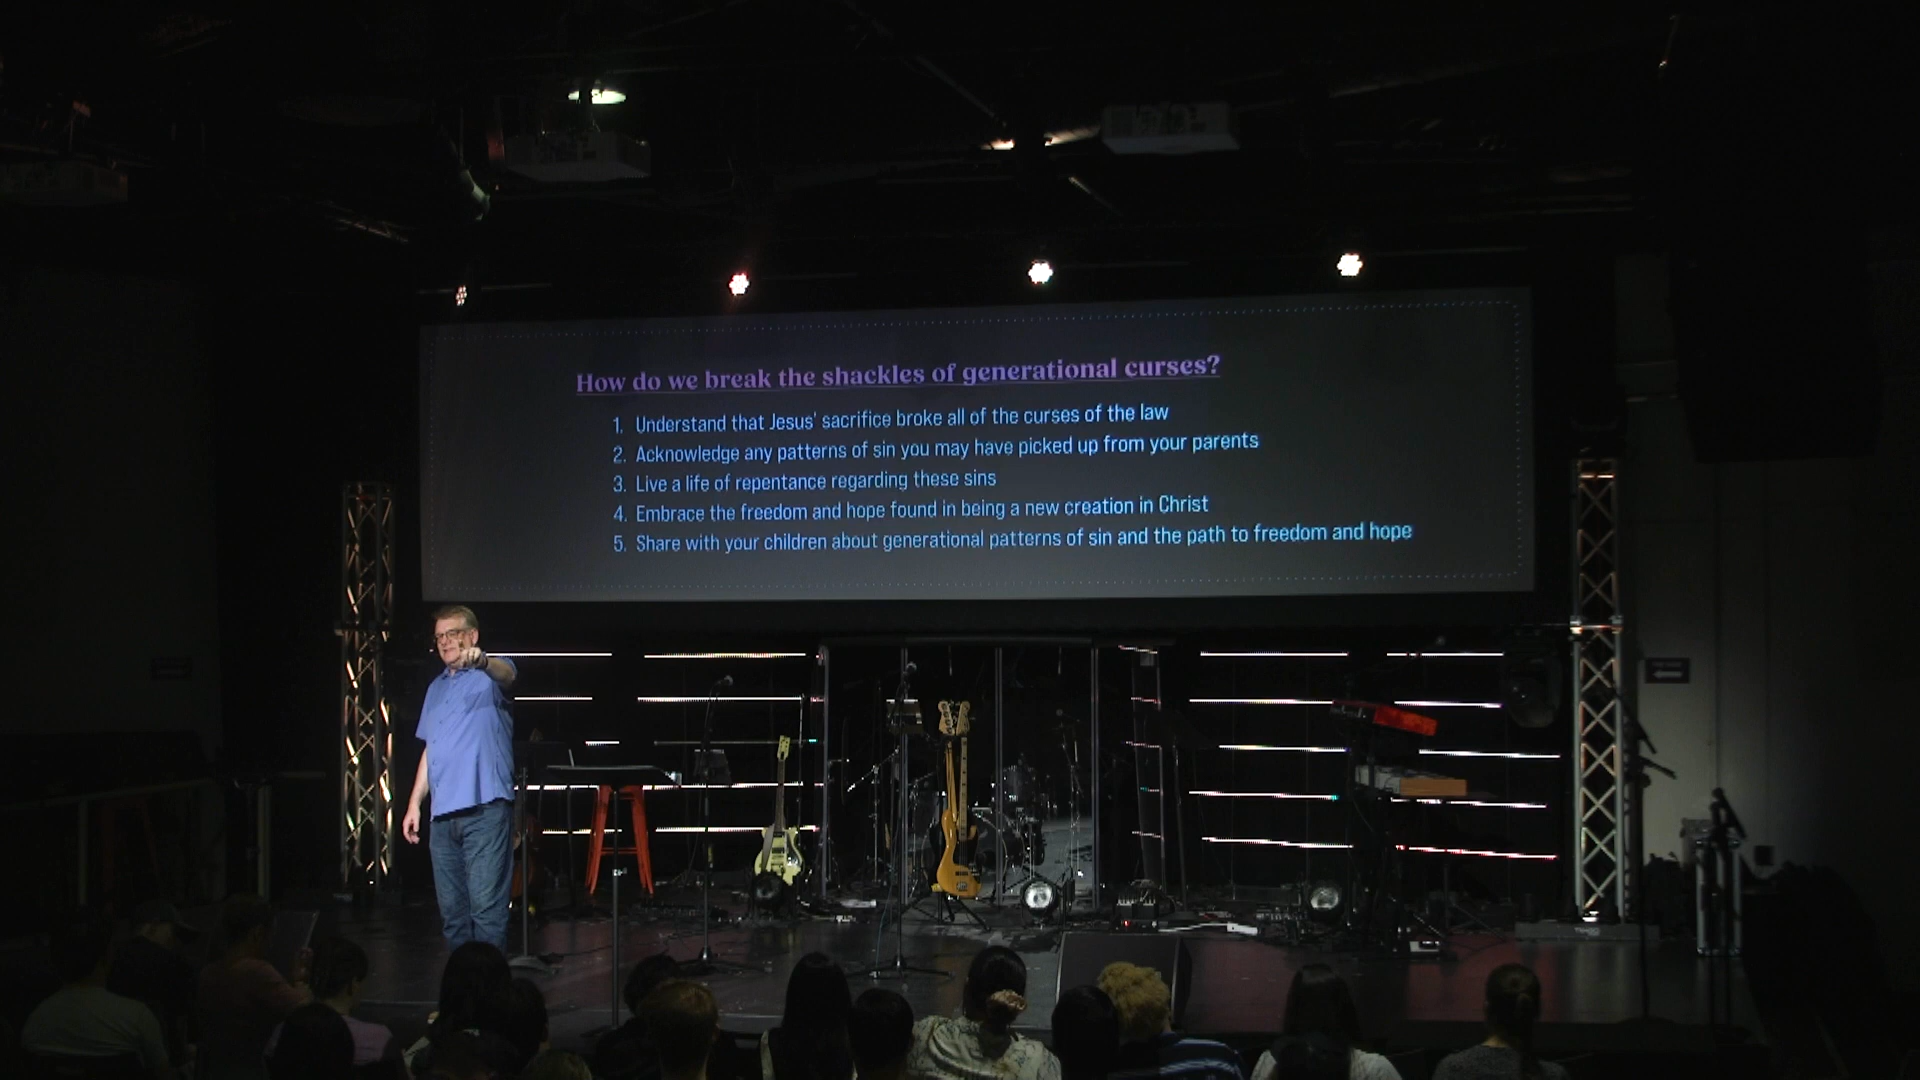 How do we break the shackles of generational curses?
1. Understand that Jesus' sacrifice broke all of the curses of the law
2. Acknowledge any patterns of sin you may have picked up from your parents
3. Live a life of repentance regarding these sins
4. Embrace the freedom and hope found in being a new creation in Christ
5. Share with your children about generational patterns of sin and the path to freedom and hope